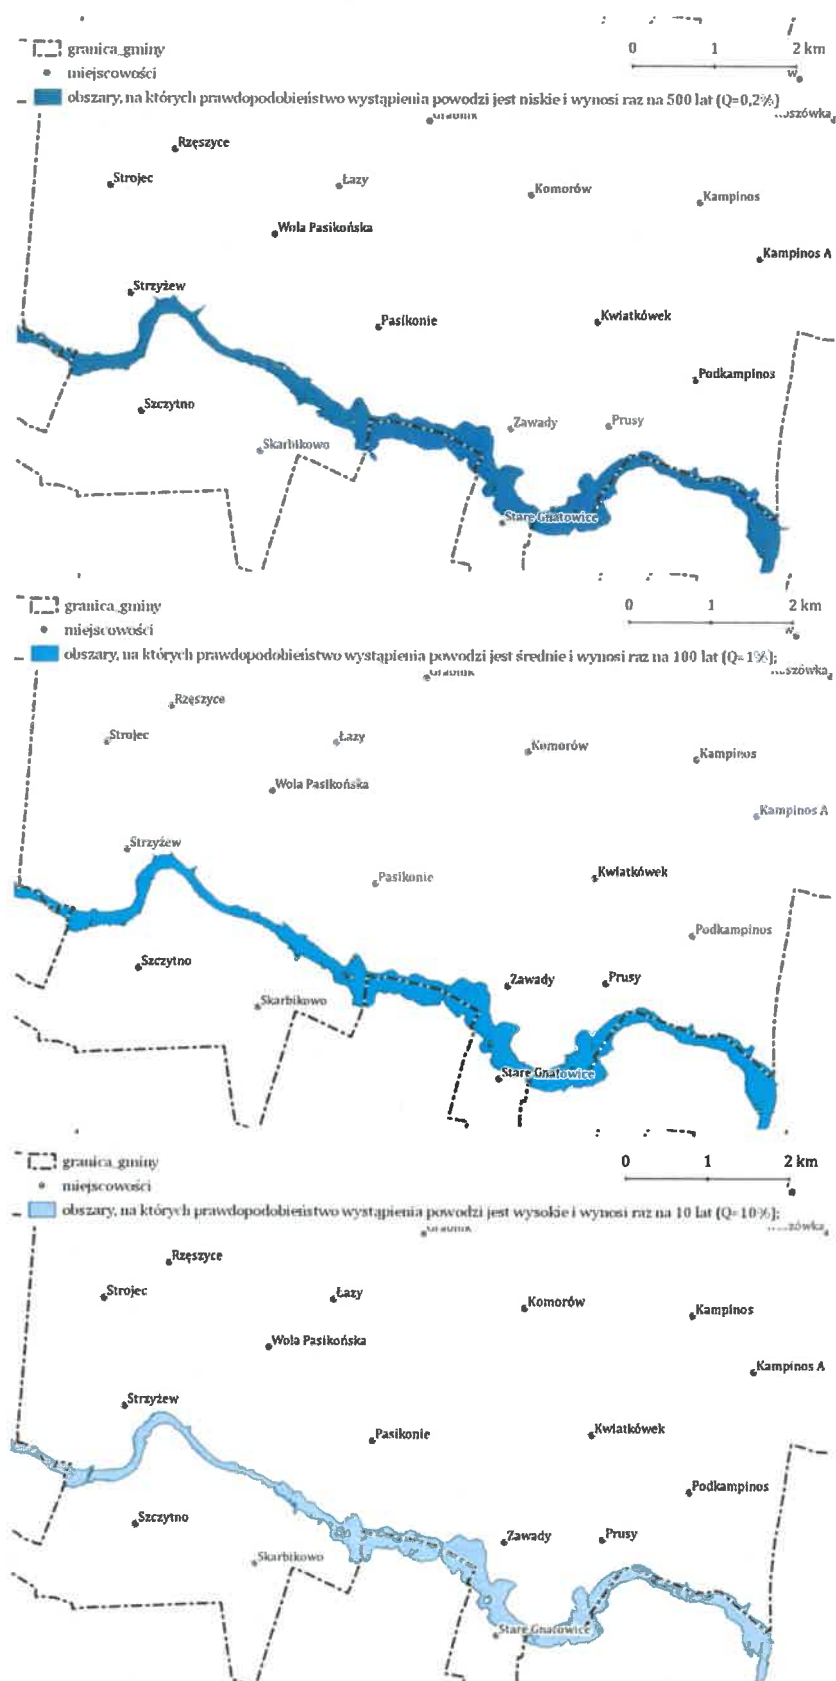 granica_gminy
0 1 2 km
miejscowości
obszary, na których prawdopodobieństwo wystąpienia powodzi jest niskie i wynosi raz na 500 lat (Q=0,2%)
Rzęszyce
Strojec
Łazy
Komorów
Kampinos
Wola Pasikońska
Kampinos A
Strzyżew
Pasikonie
Kwiatkówek
Podkampinos
Szczytno
Zawady
Prusy
Skarbikowo
Stare Gnatowice
granica_gminy
0 1 2 km
miejscowości
obszary, na których prawdopodobieństwo wystąpienia powodzi jest średnie i wynosi raz na 100 lat (Q=1%);
Rzęszyce
Strojec
Łazy
Komorów
Kampinos
Wola Pasikońska
Kampinos A
Strzyżew
Pasikonie
Kwiatkówek
Podkampinos
Szczytno
Zawady
Prusy
Skarbikowo
Stare Gnatowice
granica_gminy
0 1 2 km
miejscowości
obszary, na których prawdopodobieństwo wystąpienia powodzi jest wysokie i wynosi raz na 10 lat (Q=10%);
Rzęszyce
Strojec
Łazy
Komorów
Kampinos
Wola Pasikońska
Kampinos A
Strzyżew
Pasikonie
Kwiatkówek
Podkampinos
Szczytno
Zawady
Prusy
Skarbikowo
Stare Gnatowice